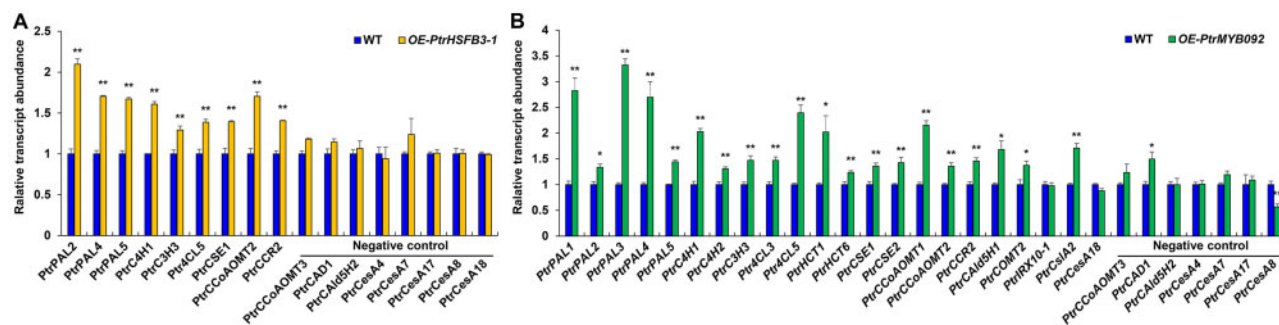 A
Ralative transcript abundance
2.5
2
1.5
1
0.5
0
WT OE-PtrHSFB3-1
** ** ** ** ** ** ** ** **
PtrPAL2 PtrPAL4 PtrPAL5 PtrC4H1 PtrC3H3 Ptr4CL5 PtrCSE1 PtrCCoAOMT2 PtrCCR2 PtrCCoAOMT3 PtrCAD1 PtrCAld5H2 PtrCesA4 PtrCesA7 PtrCesA17 PtrCesA8 PtrCesA18
Negative control
B
Ralative transcript abundance
4
3.5
3
2.5
2
1.5
1
0.5
0
WT OE-PtrMYB092
** * ** ** ** ** ** ** ** ** * ** ** ** ** ** ** * * ** * **
PtrPAL1 PtrPAL2 PtrPAL3 PtrPAL4 PtrPAL5 PtrC4H1 PtrC4H2 PtrC3H3 Ptr4CL3 Ptr4CL5 PtrHCT1 PtrHCT6 PtrCSE1 PtrCSE2 PtrCCoAOMT1 PtrCCoAOMT2 PtrCCR2 PtrCAld5H1 PtrCOMT2 PtrIRX10-1 PtrCslA2 PtrCesA18 PtrCCoAOMT3 PtrCAD1 PtrCAld5H2 PtrCesA4 PtrCesA7 PtrCesA17 PtrCesA8
Negative control